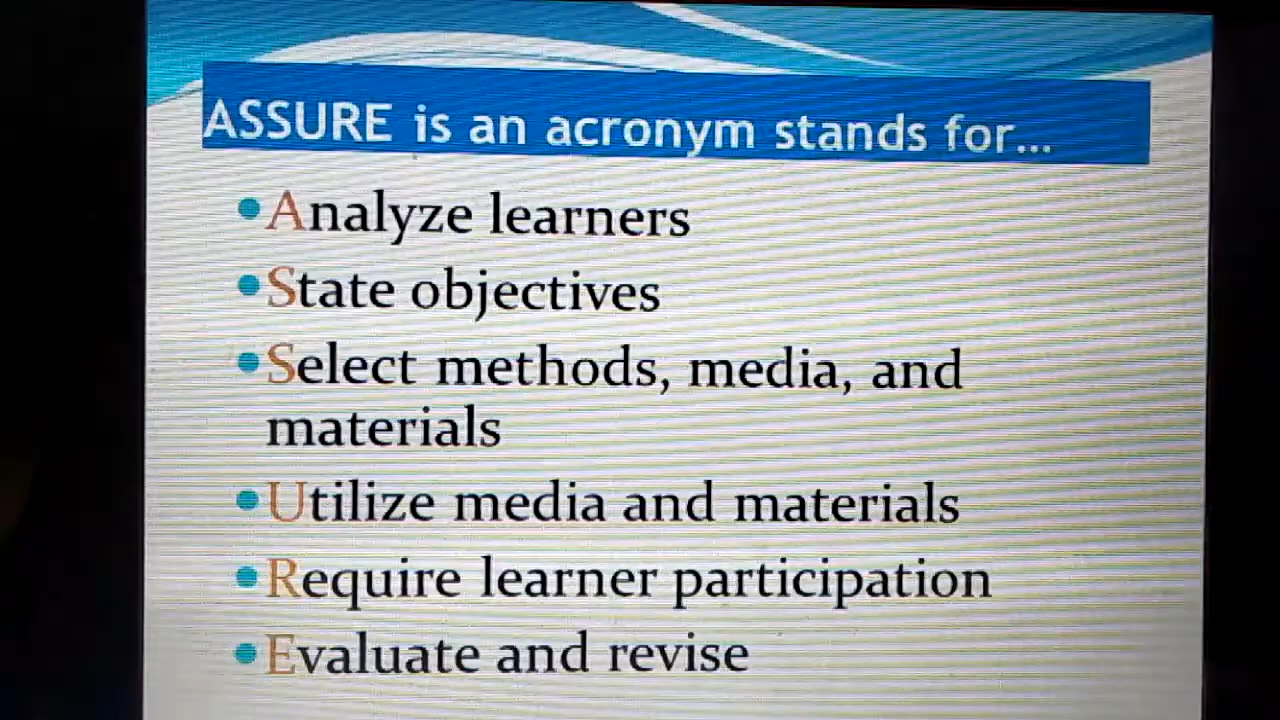 ASSURE is an acronym stands for...
•Analyze learners
•State objectives
•Select methods, media, and
materials
•Utilize media and materials
•Require learner participation
•Evaluate and revise